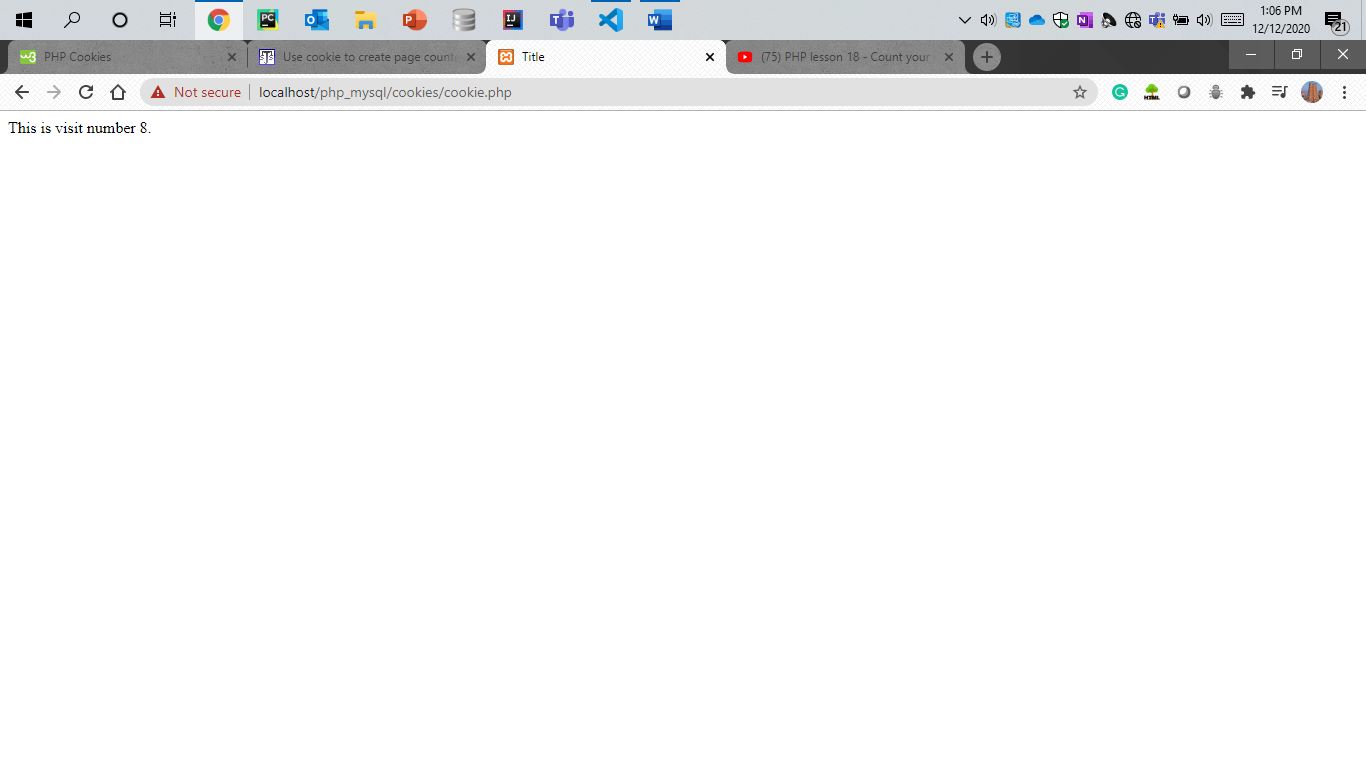 1:06 PM
12/12/2020
21
PHP Cookies
Use cookie to create page counte
Title
(75) PHP lesson 18 - Count your
Not secure
localhost/php_mysql/cookies/cookie.php
This is visit number 8.